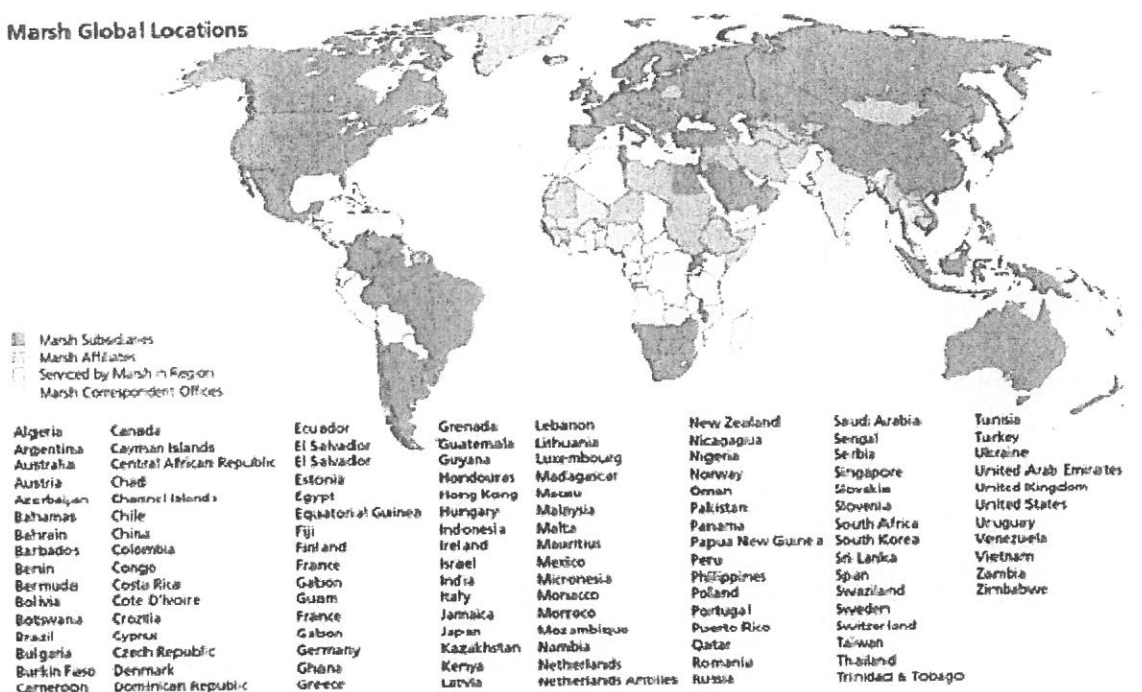 Marsh Global Locations
Marsh Subsidiaries
Marsh Affiliates
Serviced by Marsh in Region
Marsh Correspondent Offices
Algeria
Argentina
Australia
Austria
Azerbaijan
Bahamas
Bahrain
Barbados
Benin
Bermuda
Bolivia
Botswana
Brazil
Bulgaria
Burkin Faso
Cameroon
Canada
Cayman Islands
Central African Republic
Chad
Channel Islands
Chile
China
Colombia
Congo
Costa Rica
Cote D'Ivoire
Crozitia
Cyprus
Czech Republic
Denmark
Dominican Republic
Ecuador
El Salvador
El Salvador
Estonia
Egypt
Equatorial Guinea
Fiji
Finland
France
Gabon
Guam
France
Gabon
Germany
Ghana
Greece
Grenada
Guatemala
Guyana
Hondouras
Hong Kong
Hungary
Indonesia
Ireland
Israel
India
Italy
Jamaica
Japan
Kazakhstan
Kenya
Latvia
Lebanon
Lithuania
Luxembourg
Madagascar
Macau
Malaysia
Malta
Mauritius
Mexico
Micronesia
Monacco
Morroco
Mozambique
Nambia
Netherlands
Netherlands Antilles
New Zealand
Nicagagua
Nigeria
Norway
Oman
Pakistan
Panama
Papua New Guinea
Peru
Philippines
Poland
Portugal
Puerto Rico
Qatar
Romania
Russia
Saudi Arabia
Sengal
Serbia
Singapore
Slovakia
Slovenia
South Africa
South Korea
Sri Lanka
Span
Swaziland
Sweden
Switzerland
Taiwan
Thailand
Trinidad & Tobago
Tunisia
Turkey
Ukraine
United Arab Emirates
United Kingdom
United States
Uruguay
Venezuela
Vietnam
Zambia
Zimbabwe